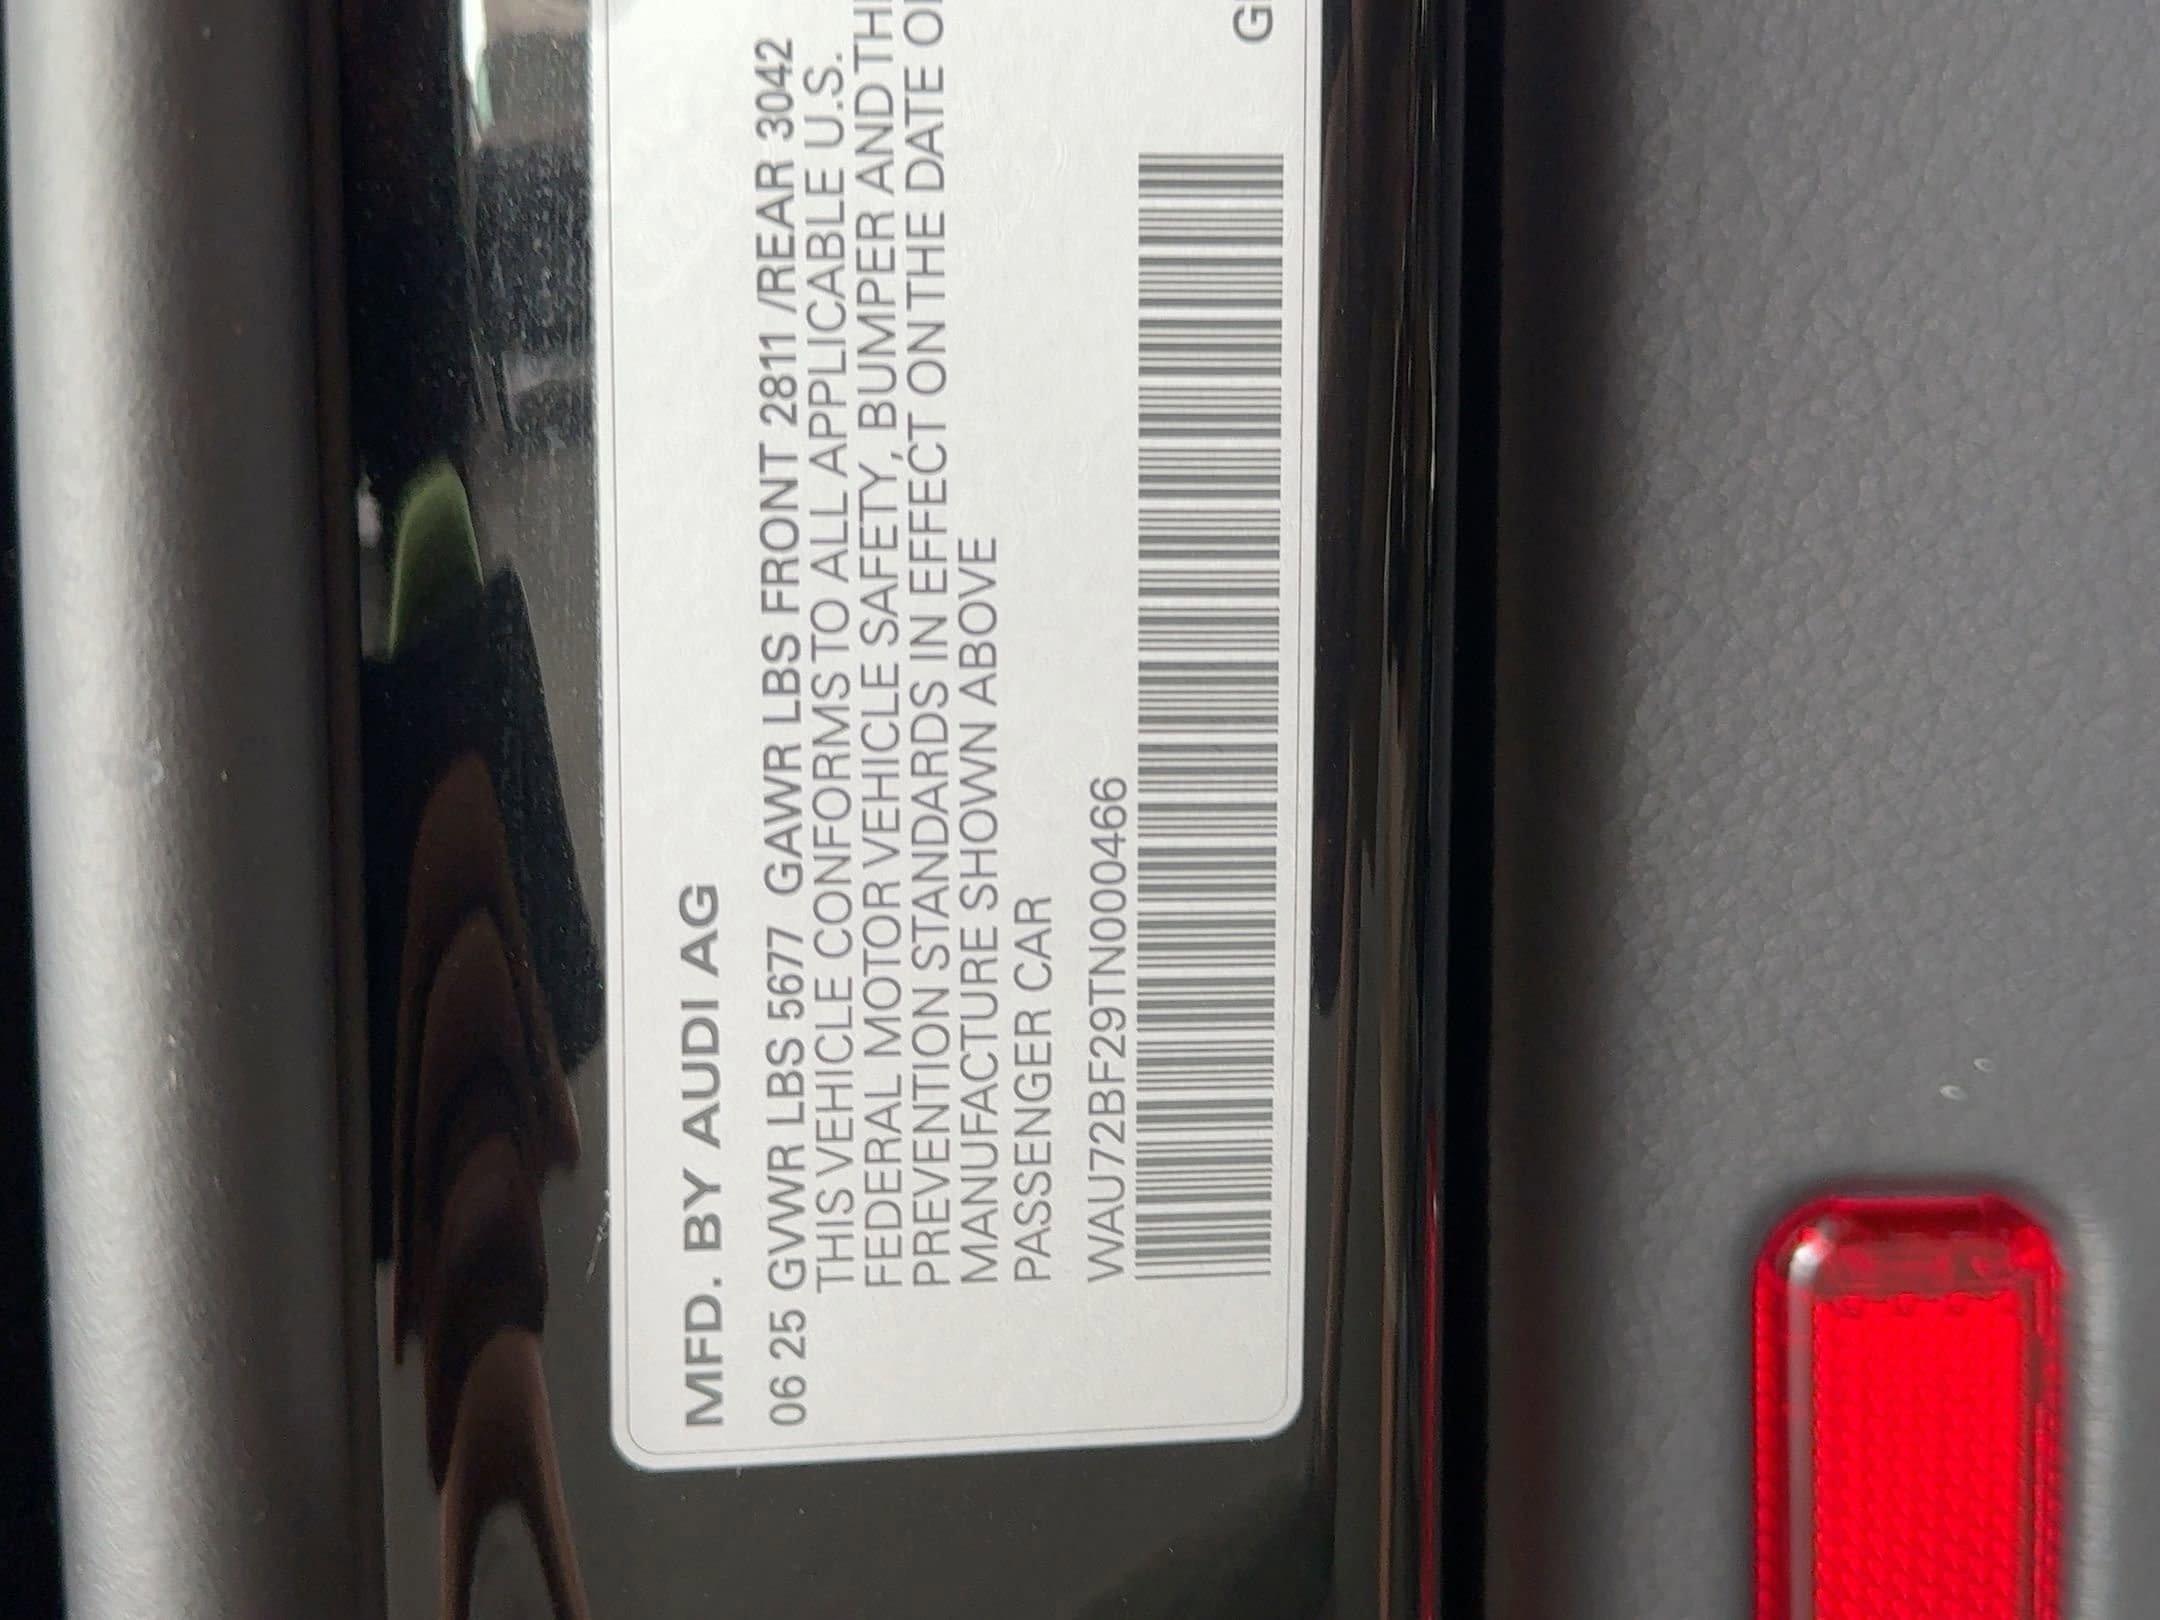 MFD. BY AUDI AG
06 25 GVWR LBS 5677 GAWR LBS FRONT 2811 /REAR 3042
THIS VEHICLE CONFORMS TO ALL APPLICABLE U.S.
FEDERAL MOTOR VEHICLE SAFETY, BUMPER AND
PREVENTION STANDARDS IN EFFECT ON THE DATE
MANUFACTURE SHOWN ABOVE
PASSENGER CAR
WAU72BF29TN000466